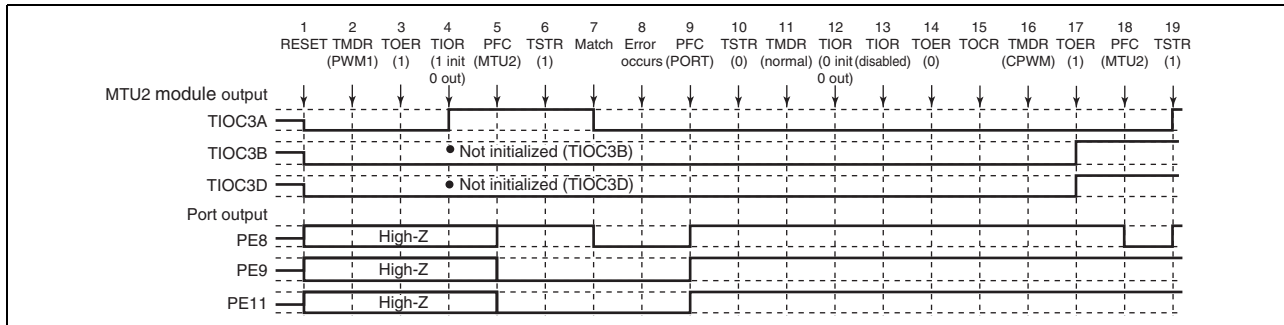 1 2 3 4 5 6 7 8 9 10 11 12 13 14 15 16 17 18 19
RESET TMDR TOER TIOR PFC TSTR Match Error PFC TSTR TMDR TIOR TIOR TOER TOCR TMDR TOER PFC TSTR
(PWM1) (1) (1 init (MTU2) (1) occurs (PORT) (0) (normal) (0 init (disabled) (0) (CPWM) (1) (MTU2) (1)
0 out) 0 out)
MTU2 module output
TIOC3A
TIOC3B • Not initialized (TIOC3B)
TIOC3D • Not initialized (TIOC3D)
Port output
PE8 High-Z
PE9 High-Z
PE11 High-Z